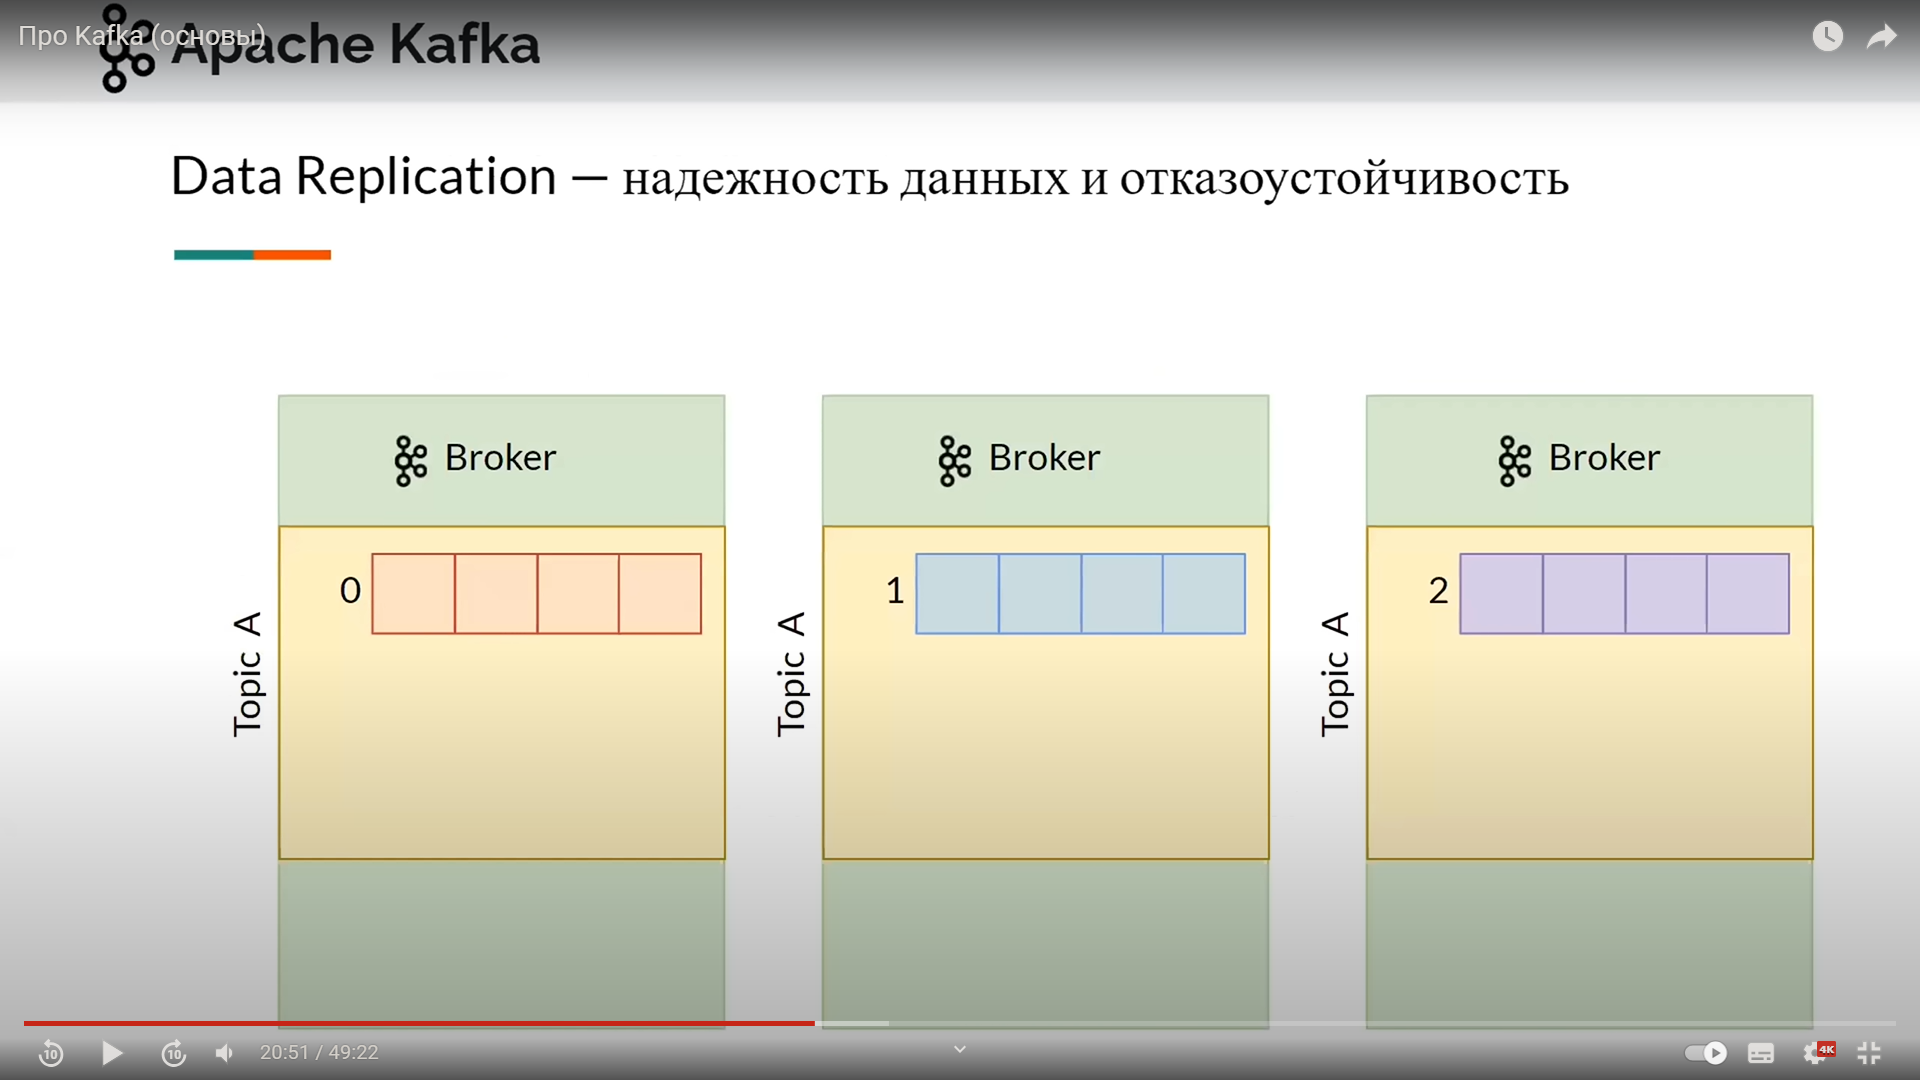 Про Kafka (основы)
Apache Kafka
Data Replication — надежность данных и отказоустойчивость
Broker
Broker
Broker
Topic A
0
Topic A
1
Topic A
2
10
10
20:51 / 49:22
4K